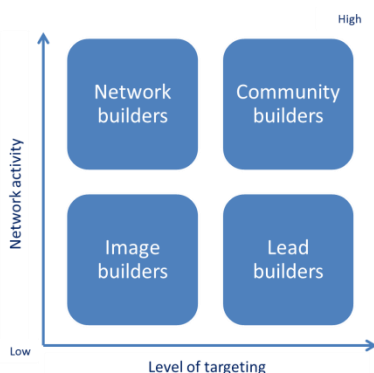 High
Network
builders
Community
builders
Network activity
Image
builders
Lead
builders
Low
Level of targeting